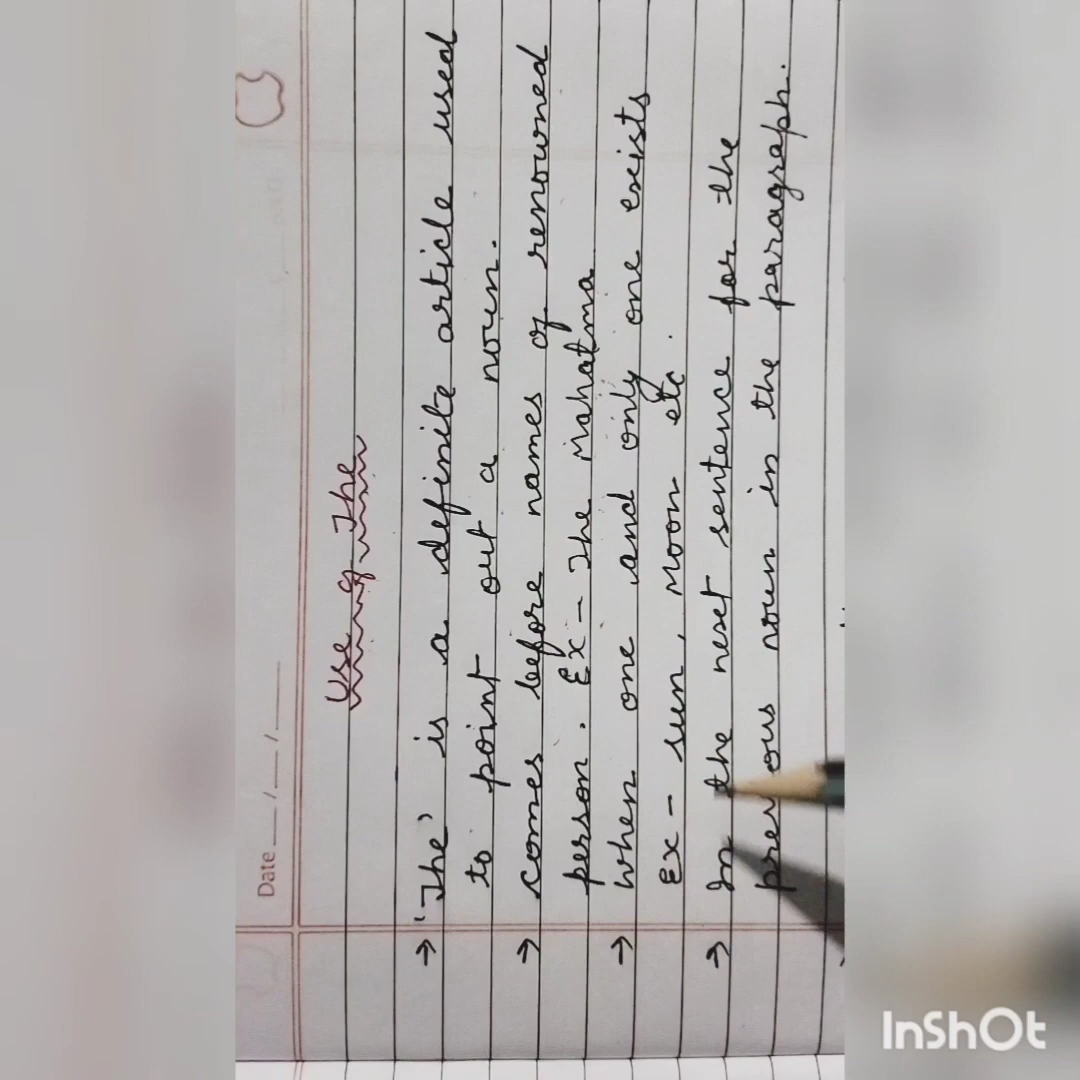 Date __/__/__
Use of The
→ 'The' is a definite article used
to point out a noun.
→ comes before names of renowned
person. Ex - The Mahatma
→ when one and only one exists
Ex - sun, Moon etc.
→ In the next sentence for the
previous noun in the paragraph.
InShOt